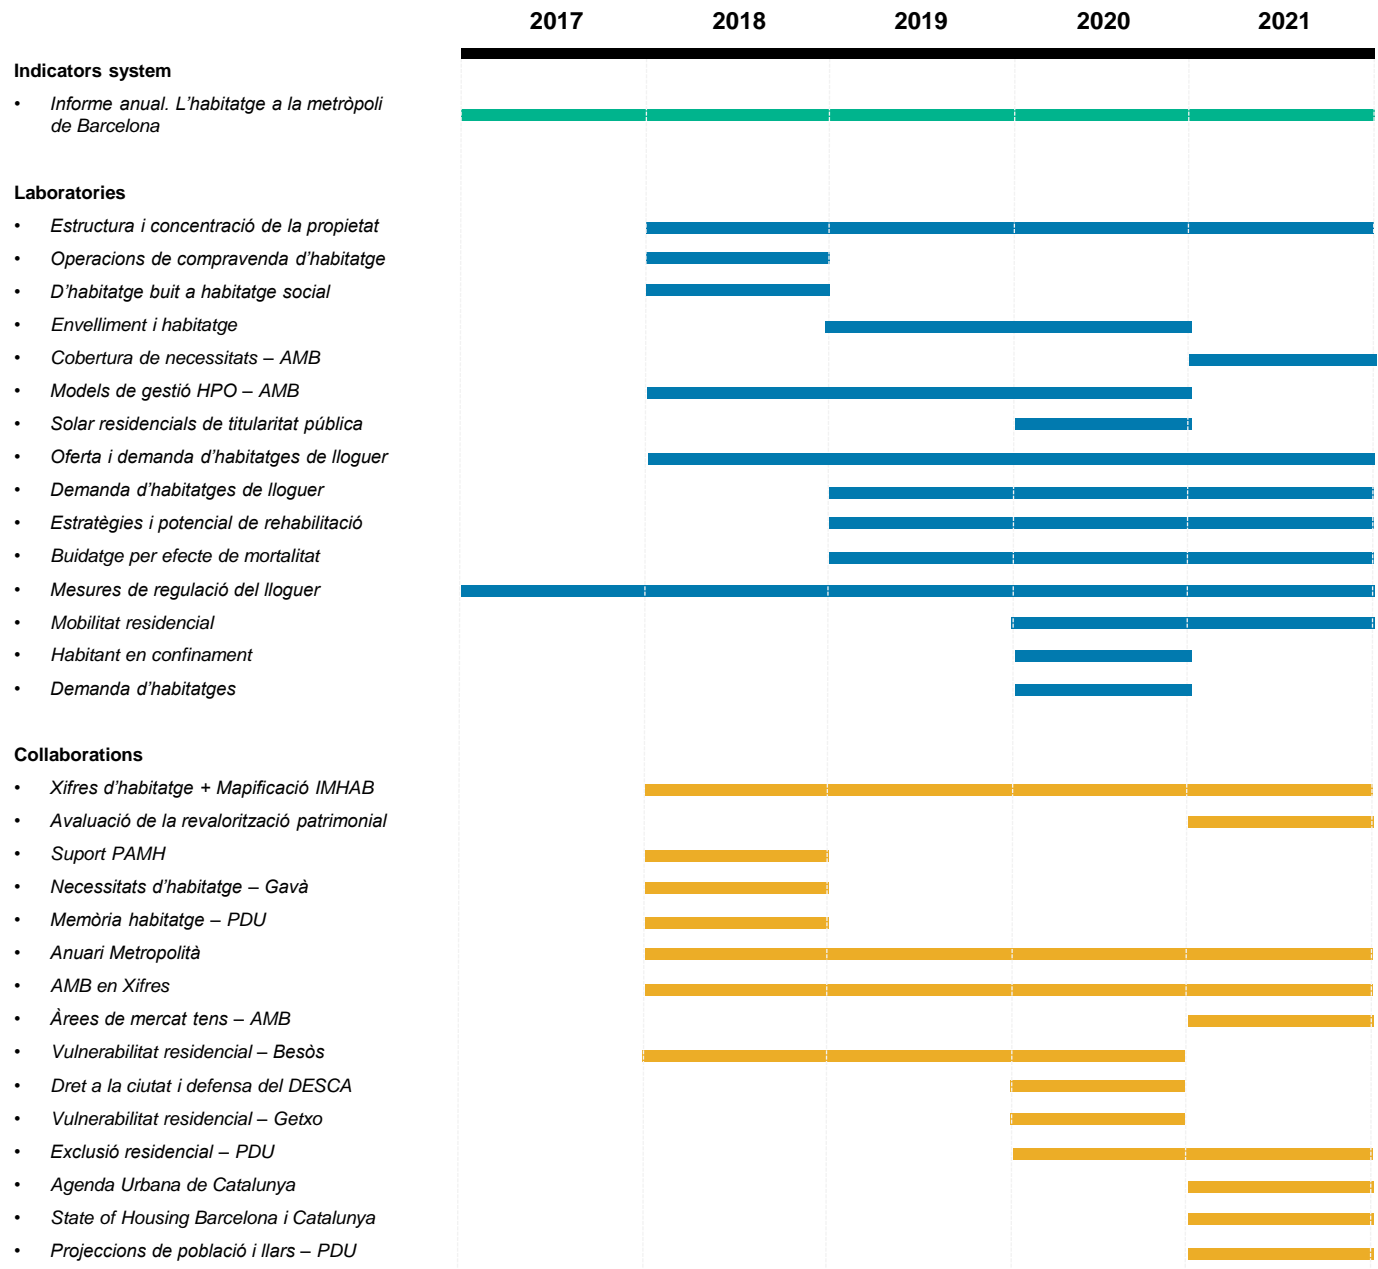 2017 2018 2019 2020 2021
Indicators system
• Informe anual. L’habitatge a la metròpoli
de Barcelona
Laboratories
• Estructura i concentració de la propietat
• Operacions de compravenda d’habitatge
• D’habitatge buit a habitatge social
• Envelliment i habitatge
• Cobertura de necessitats – AMB
• Models de gestió HPO – AMB
• Solar residencials de titularitat pública
• Oferta i demanda d’habitatges de lloguer
• Demanda d’habitatges de lloguer
• Estratègies i potencial de rehabilitació
• Buidatge per efecte de mortalitat
• Mesures de regulació del lloguer
• Mobilitat residencial
• Habitant en confinament
• Demanda d’habitatges
Collaborations
• Xifres d’habitatge + Mapificació IMHAB
• Avaluació de la revalorització patrimonial
• Suport PAMH
• Necessitats d’habitatge – Gavà
• Memòria habitatge – PDU
• Anuari Metropolità
• AMB en Xifres
• Àrees de mercat tens – AMB
• Vulnerabilitat residencial – Besòs
• Dret a la ciutat i defensa del DESCA
• Vulnerabilitat residencial – Getxo
• Exclusió residencial – PDU
• Agenda Urbana de Catalunya
• State of Housing Barcelona i Catalunya
• Projeccions de població i llars – PDU